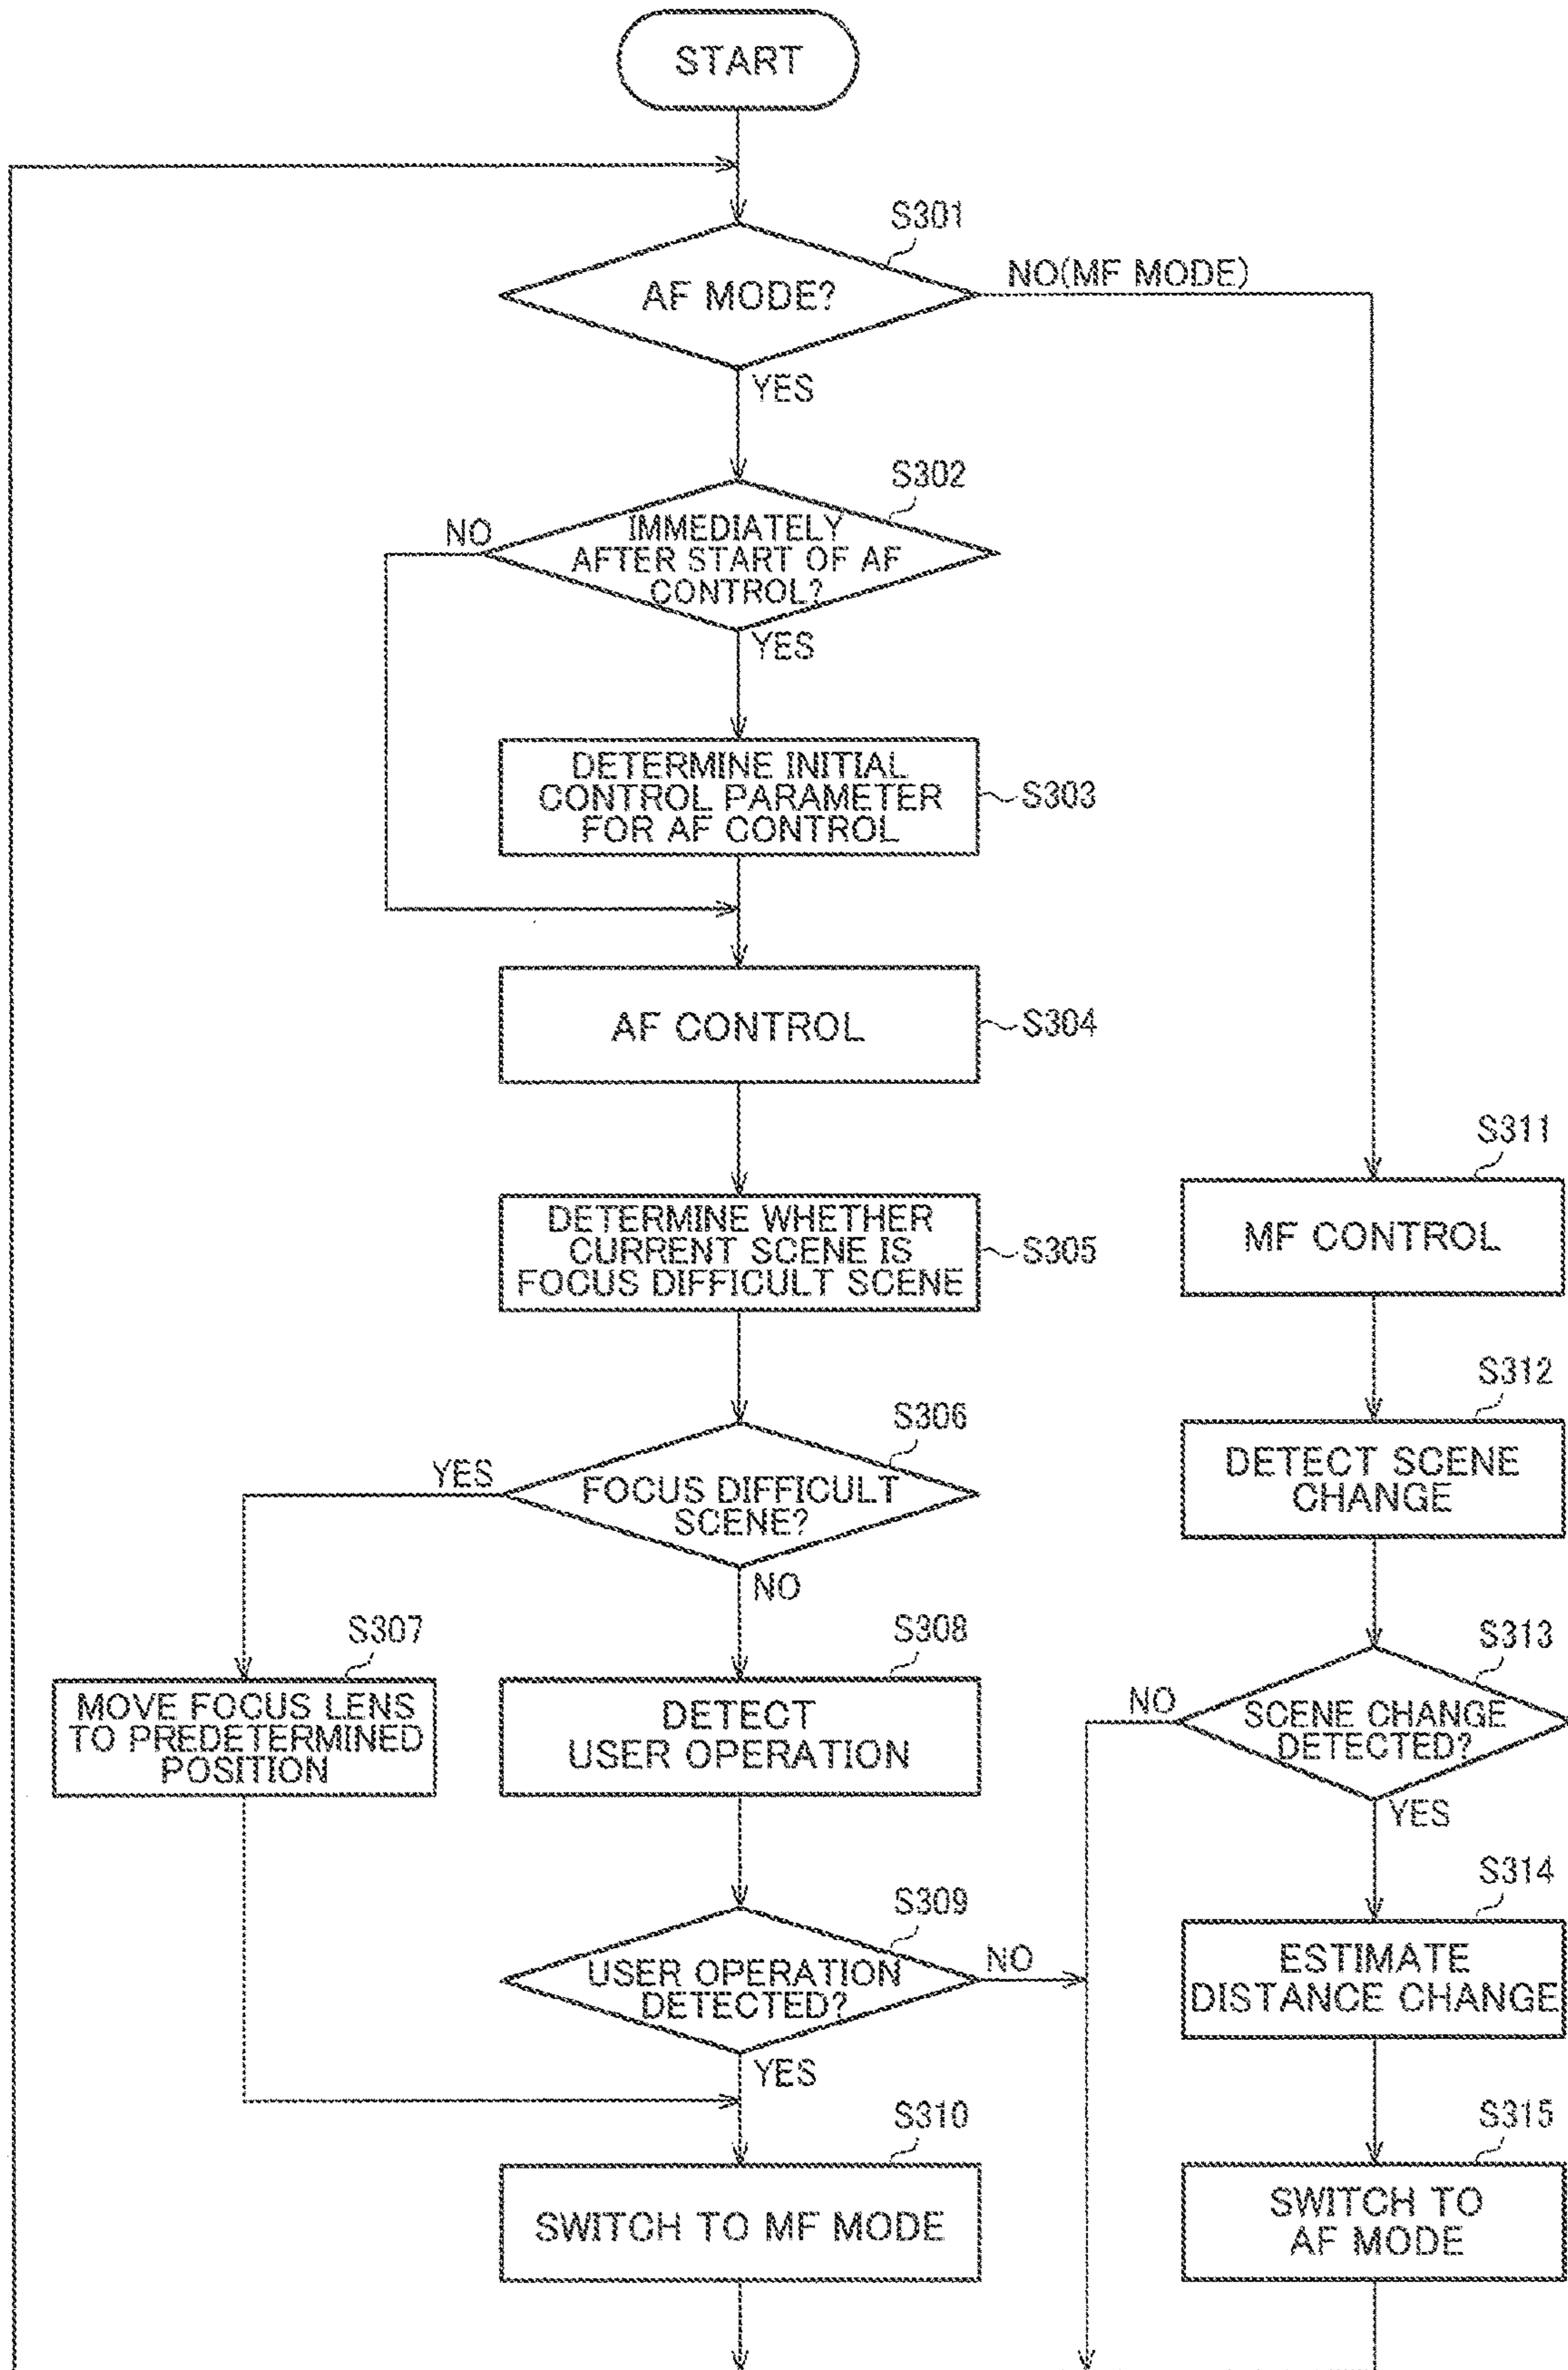 START
S301
AF MODE?
NO(MF MODE)
YES
S302
NO
IMMEDIATELY
AFTER START OF AF
CONTROL?
YES
DETERMINE INITIAL
CONTROL PARAMETER
FOR AF CONTROL
S303
AF CONTROL
S304
DETERMINE WHETHER
CURRENT SCENE IS
FOCUS DIFFICULT SCENE
S305
S306
YES
FOCUS DIFFICULT
SCENE?
NO
S307
MOVE FOCUS LENS
TO PREDETERMINED
POSITION
S308
DETECT
USER OPERATION
S309
USER OPERATION
DETECTED?
NO
YES
S310
SWITCH TO MF MODE
S311
MF CONTROL
S312
DETECT SCENE
CHANGE
S313
NO
SCENE CHANGE
DETECTED?
YES
S314
ESTIMATE
DISTANCE CHANGE
S315
SWITCH TO
AF MODE